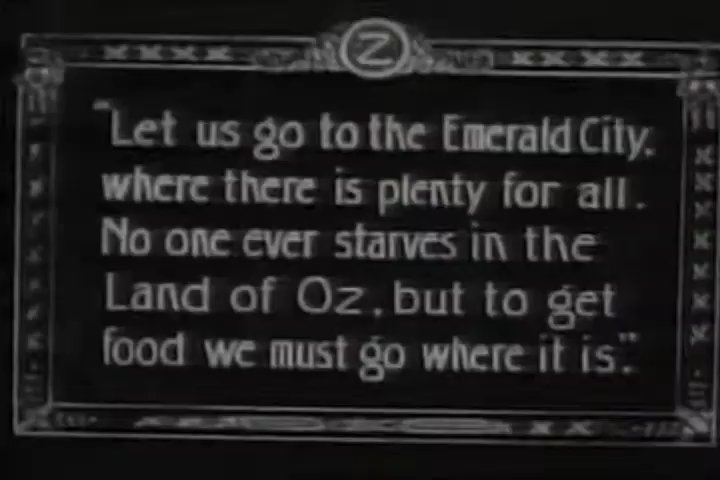 Z
"Let us go to the Emerald City,
where there is plenty for all.
No one ever starves in the
Land of Oz, but to get
food we must go where it is."